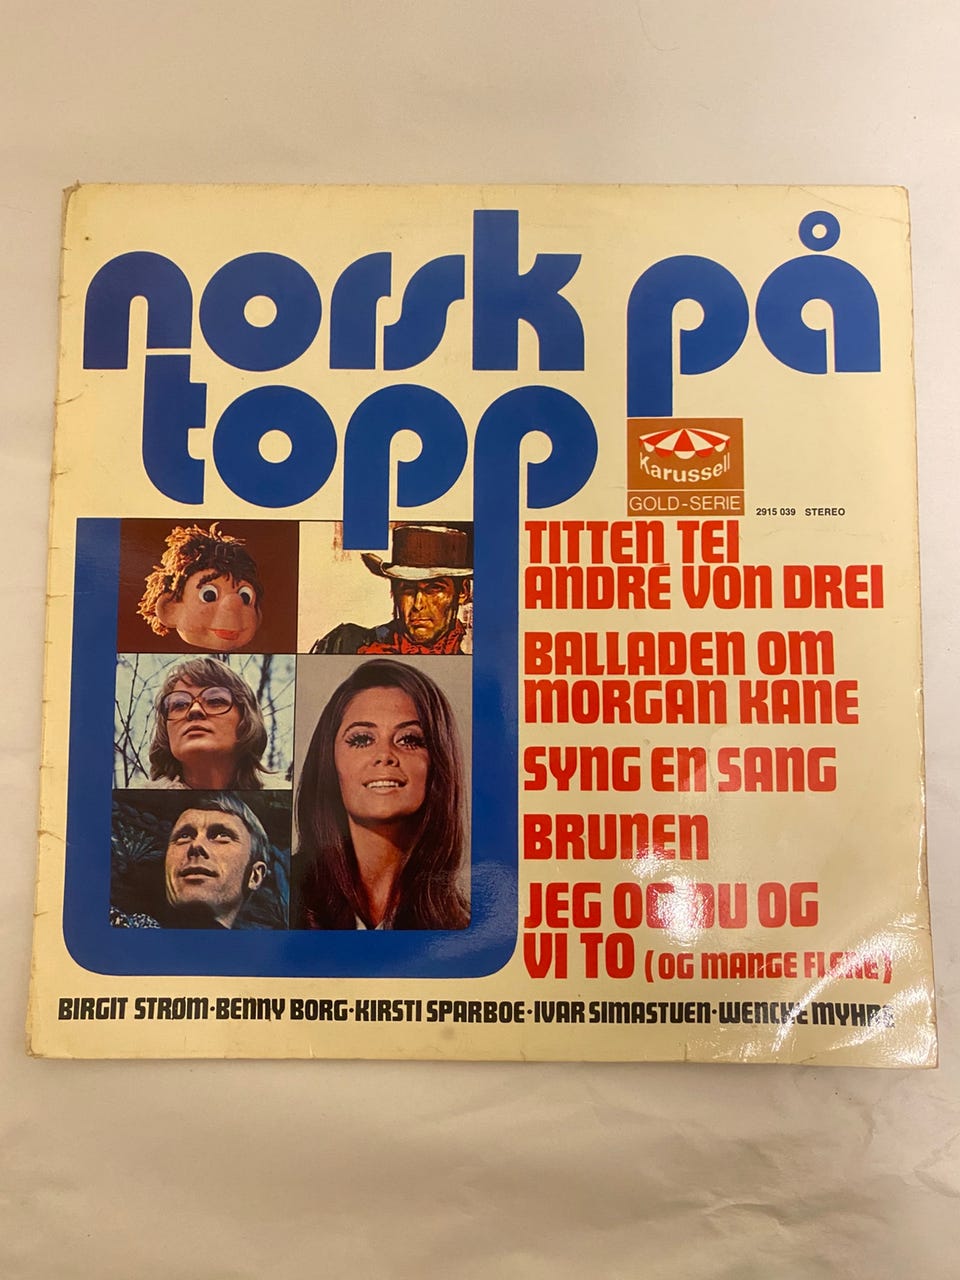 norsk på
topp
Karussell
GOLD-SERIE
2915 039 STEREO
TITTEN TEI
ANDRÉ VON DREI
BALLADEN OM
MORGAN KANE
SYNG EN SANG
BRUNEN
JEG OG DU OG
VI TO (OG MANGE FLERE)
BIRGIT STRØM·BENNY BORG·KIRSTI SPARBOE·IVAR SIMASTUEN·WENCHE MYHRE